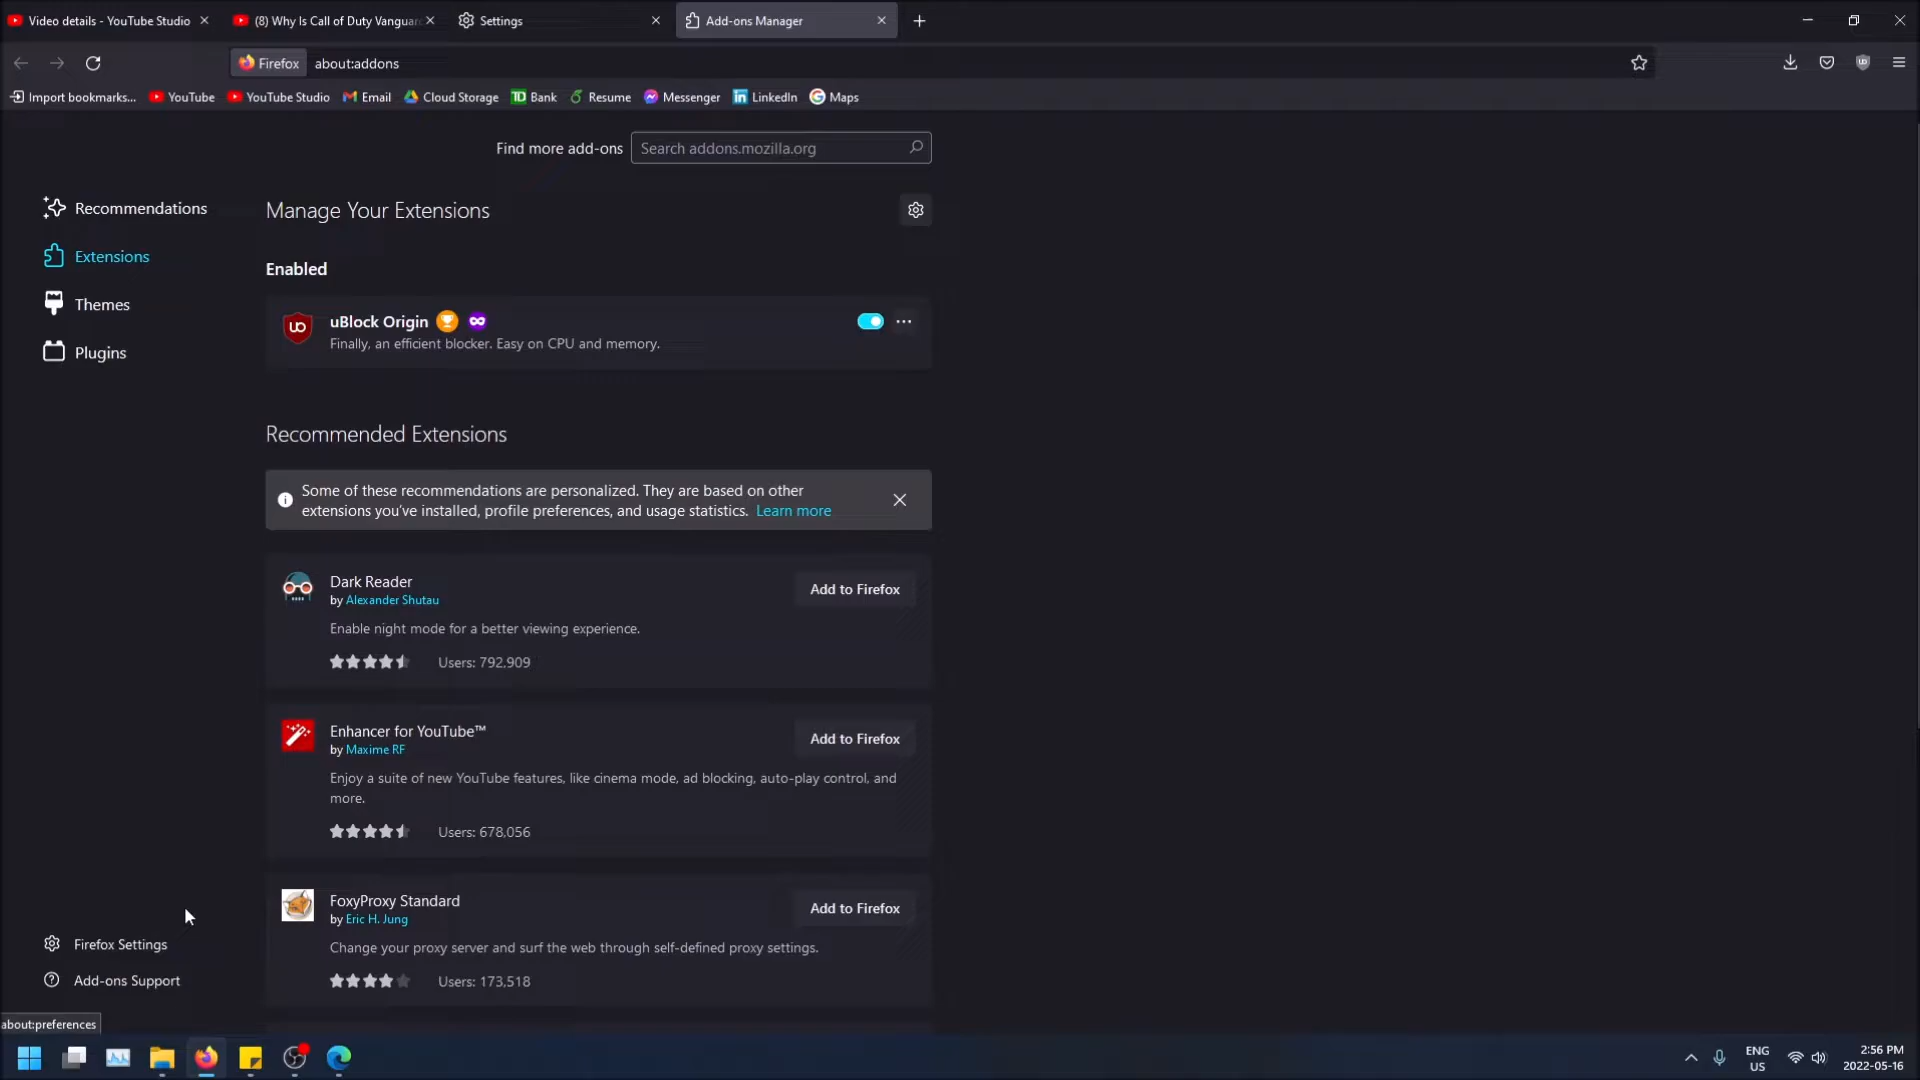 Video details - YouTube Studio
(8) Why Is Call of Duty Vanguar
Settings
Add-ons Manager
Firefox
about:addons
Import bookmarks...
YouTube
YouTube Studio
Email
Cloud Storage
TD
Bank
Resume
Messenger
LinkedIn
Maps
Find more add-ons
Search addons.mozilla.org
Recommendations
Extensions
Themes
Plugins
Manage Your Extensions
Enabled
uBlock Origin
Finally, an efficient blocker. Easy on CPU and memory.
Recommended Extensions
Some of these recommendations are personalized. They are based on other
extensions you've installed, profile preferences, and usage statistics. Learn more
Dark Reader
by Alexander Shutau
Add to Firefox
Enable night mode for a better viewing experience.
Users: 792,909
Enhancer for YouTube™
by Maxime RF
Add to Firefox
Enjoy a suite of new YouTube features, like cinema mode, ad blocking, auto-play control, and
more.
Users: 678,056
FoxyProxy Standard
by Eric H. Jung
Add to Firefox
Change your proxy server and surf the web through self-defined proxy settings.
Users: 173,518
Firefox Settings
Add-ons Support
about:preferences
ENG
US
2:56 PM
2022-05-16